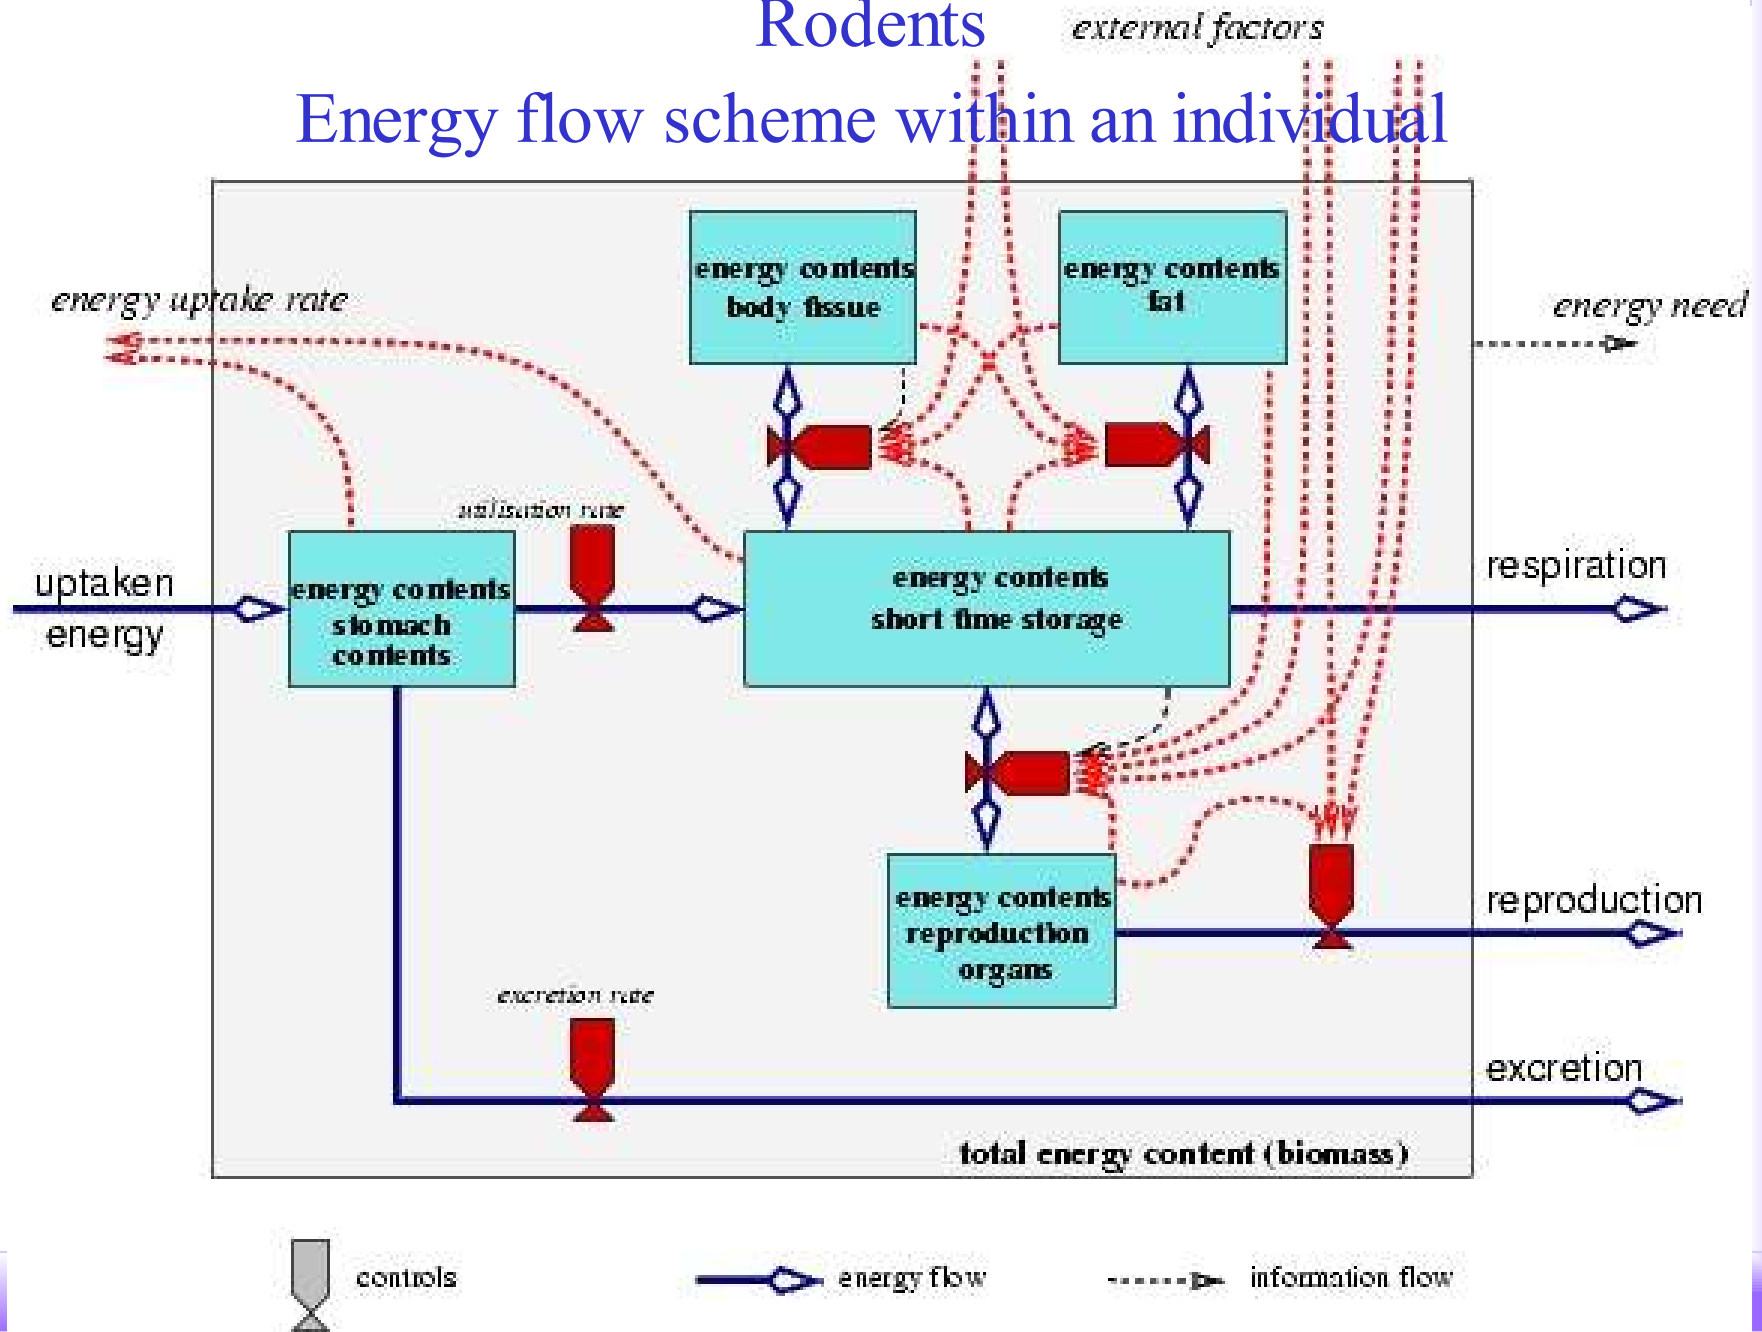 Rodents
external factors
Energy flow scheme within an individual
energy contents
body tissue
energy contents
fat
energy uptake rate
energy need
utilisation rate
uptaken
energy
energy contents
stomach
contents
energy contents
short time storage
respiration
energy contents
reproduction
organs
reproduction
excretion rate
excretion
total energy content (biomass)
controls
energy flow
information flow